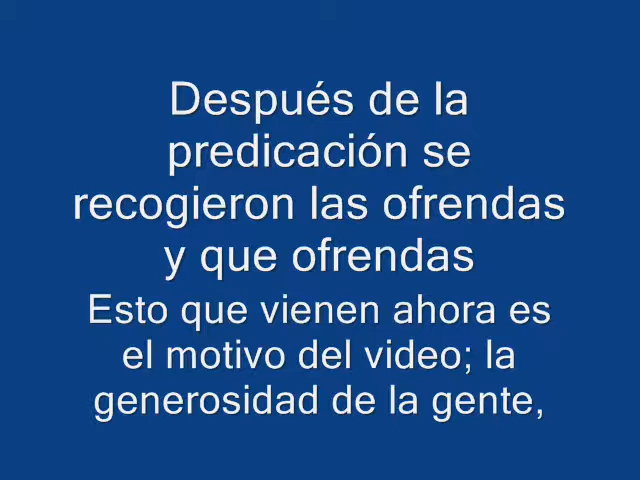 Después de la
predicación se
recogieron las ofrendas
y que ofrendas
Esto que vienen ahora es
el motivo del video; la
generosidad de la gente,